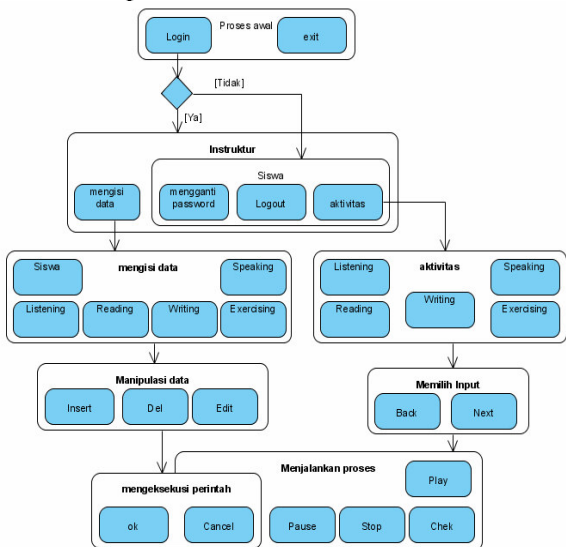 Proses awal
Login
exit
[Tidak]
[Ya]
Instruktur
Siswa
mengisi
data
mengganti
password
Logout
aktivitas
mengisi data
Siswa
Speaking
Listening
Reading
Writing
Exercising
aktivitas
Listening
Speaking
Writing
Reading
Exercising
Manipulasi data
Insert
Del
Edit
Memilih Input
Back
Next
Menjalankan proses
Play
mengeksekusi perintah
ok
Cancel
Pause
Stop
Chek